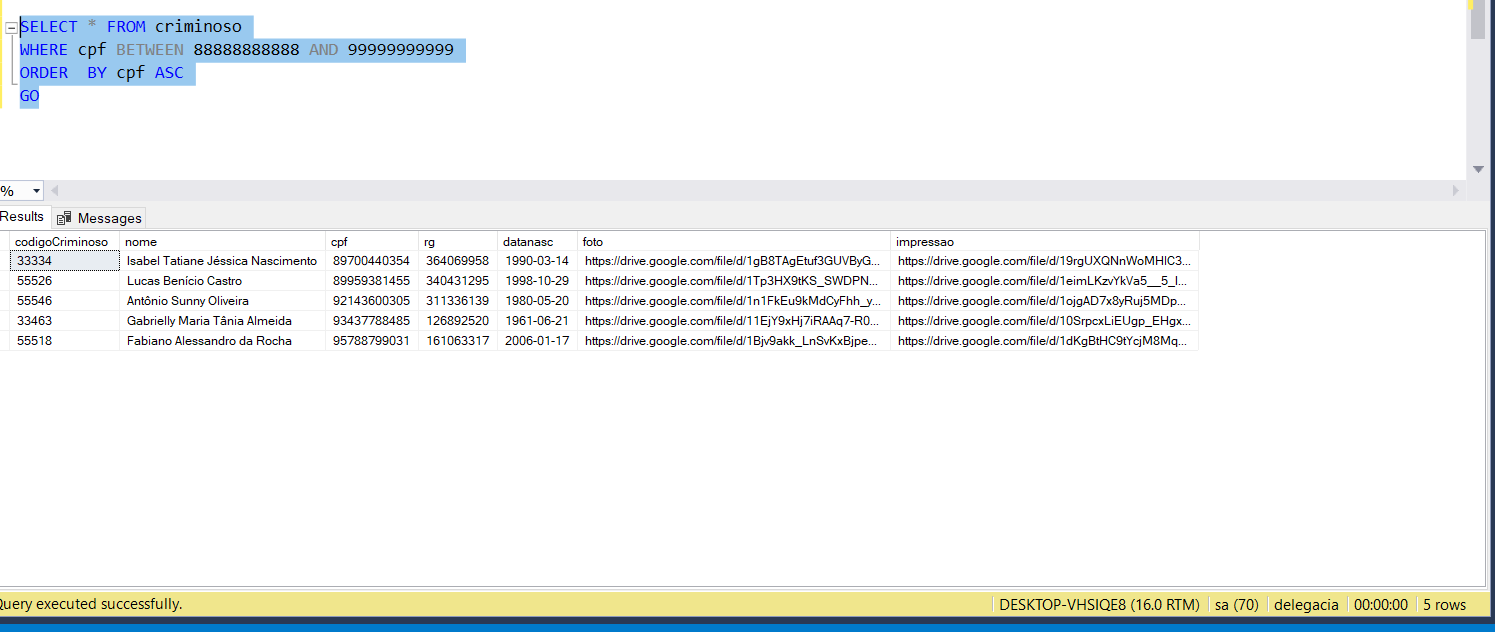 SELECT * FROM criminoso
WHERE cpf BETWEEN 88888888888 AND 99999999999
ORDER  BY cpf ASC
GO
%
Results Messages
codigoCriminoso nome cpf rg datanasc foto impressao
33334 Isabel Tatiane Jéssica Nascimento 89700440354 364069958 1990-03-14 https://drive.google.com/file/d/1gB8TAgEtuf3GUVByG... https://drive.google.com/file/d/19rgUXQNnWoMHIC3...
55526 Lucas Benício Castro 89959381455 340431295 1998-10-29 https://drive.google.com/file/d/1Tp3HX9tKS_SWDPN... https://drive.google.com/file/d/1eimLKzvYkVa5__5_I...
55546 Antônio Sunny Oliveira 92143600305 311336139 1980-05-20 https://drive.google.com/file/d/1n1FkEu9kMdCyFhh_y... https://drive.google.com/file/d/1ojgAD7x8yRuj5MDp...
33463 Gabrielly Maria Tânia Almeida 93437788485 126892520 1961-06-21 https://drive.google.com/file/d/11EjY9xHj7iRAAq7-R0... https://drive.google.com/file/d/10SrpcxLiEUgp_EHgx...
55518 Fabiano Alessandro da Rocha 95788799031 161063317 2006-01-17 https://drive.google.com/file/d/1Bjv9akk_LnSvKxBjpe... https://drive.google.com/file/d/1dKgBtHC9tYcjM8Mq...
Query executed successfully. DESKTOP-VHSIQE8 (16.0 RTM) sa (70) delegacia 00:00:00 5 rows